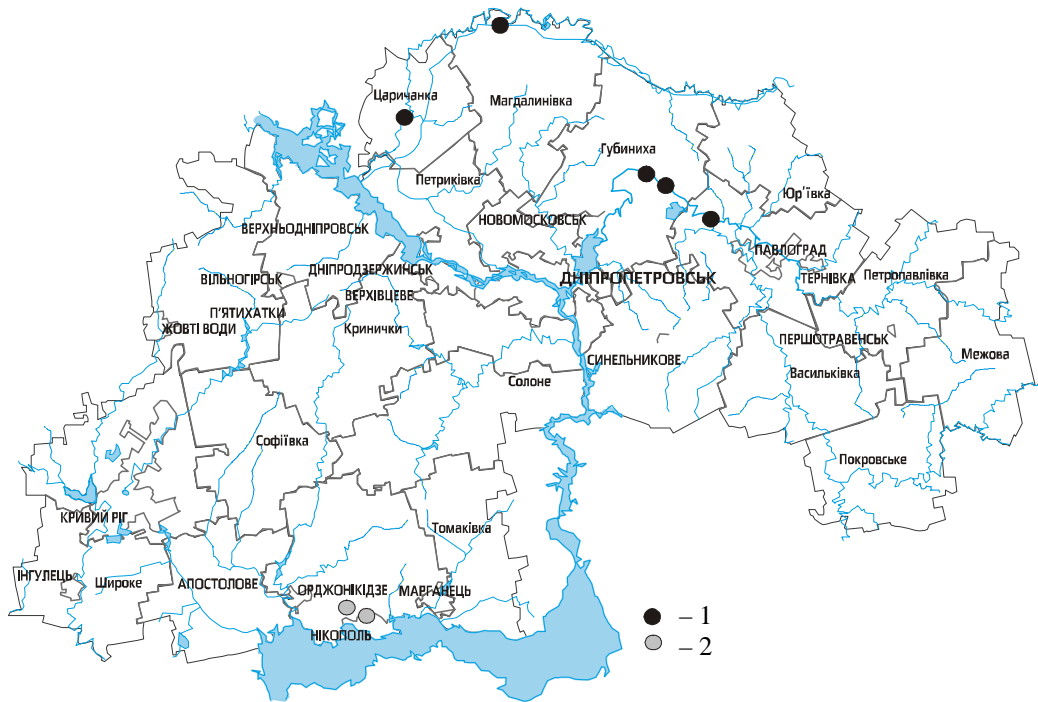 Царичанка
Магдалинівка
Губиниха
Петриківка
Юр'ївка
НОВОМОСКОВСЬК
ВЕРХНЬОДНІПРОВСЬК
ПАВЛОГРАД
ДНІПРОДЗЕРЖИНСЬК
ДНІПРОПЕТРОВСЬК
ТЕРНІВКА
Петропавлівка
ВІЛЬНОГІРСЬК
ВЕРХІВЦЕВЕ
П'ЯТИХАТКИ
ЖОВТІ ВОДИ
Кринички
ПЕРШОТРАВЕНСЬК
Межова
СИНЕЛЬНИКОВЕ
Васильківка
Солоне
Софіївка
Покровське
КРИВИЙ РІГ
Томаківка
ІНГУЛЕЦЬ
Широке
АПОСТОЛОВЕ
ОРДЖОНІКІДЗЕ
МАРГАНЕЦЬ
НІКОПОЛЬ
– 1
– 2